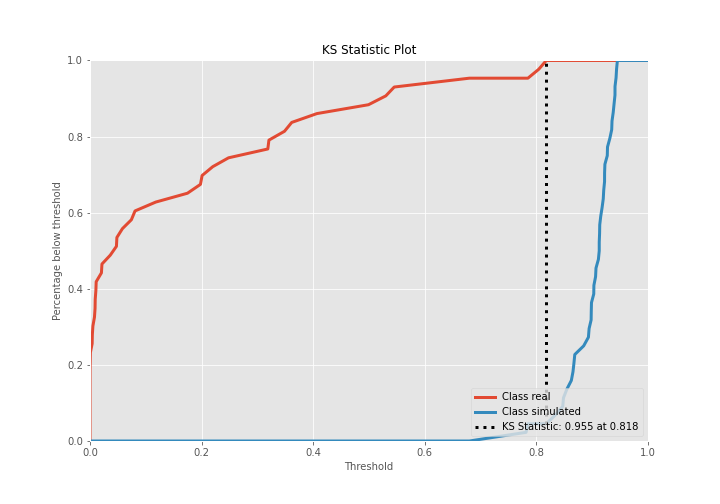 KS Statistic Plot
1.0
0.8
0.6
0.4
0.2
0.0
Percentage below threshold
Class real
Class simulated
KS Statistic: 0.955 at 0.818
0.0 0.2 0.4 0.6 0.8 1.0
Threshold